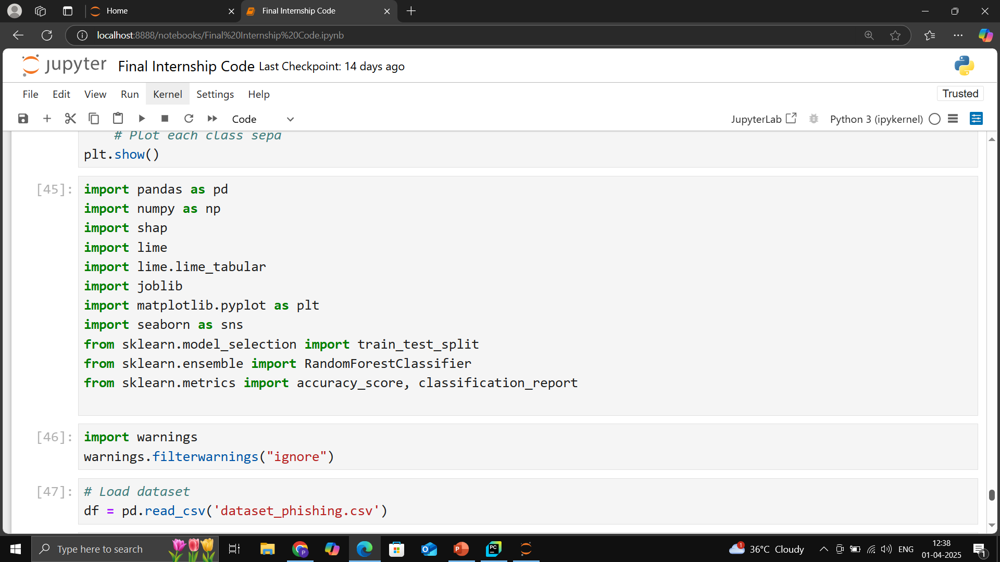 Home
Final Internship Code
localhost:8888/notebooks/Final%20Internship%20Code.ipynb
jupyter Final Internship Code Last Checkpoint: 14 days ago
File Edit View Run Kernel Settings Help
Trusted
Code
JupyterLab
Python 3 (ipykernel)
# Plot each class sepa
plt.show()
[45]:
import pandas as pd
import numpy as np
import shap
import lime
import lime.lime_tabular
import joblib
import matplotlib.pyplot as plt
import seaborn as sns
from sklearn.model_selection import train_test_split
from sklearn.ensemble import RandomForestClassifier
from sklearn.metrics import accuracy_score, classification_report
[46]:
import warnings
warnings.filterwarnings("ignore")
[47]:
# Load dataset
df = pd.read_csv('dataset_phishing.csv')
Type here to search
P
O
P
PC
1
36°C Cloudy
ENG
12:38
01-04-2025
1